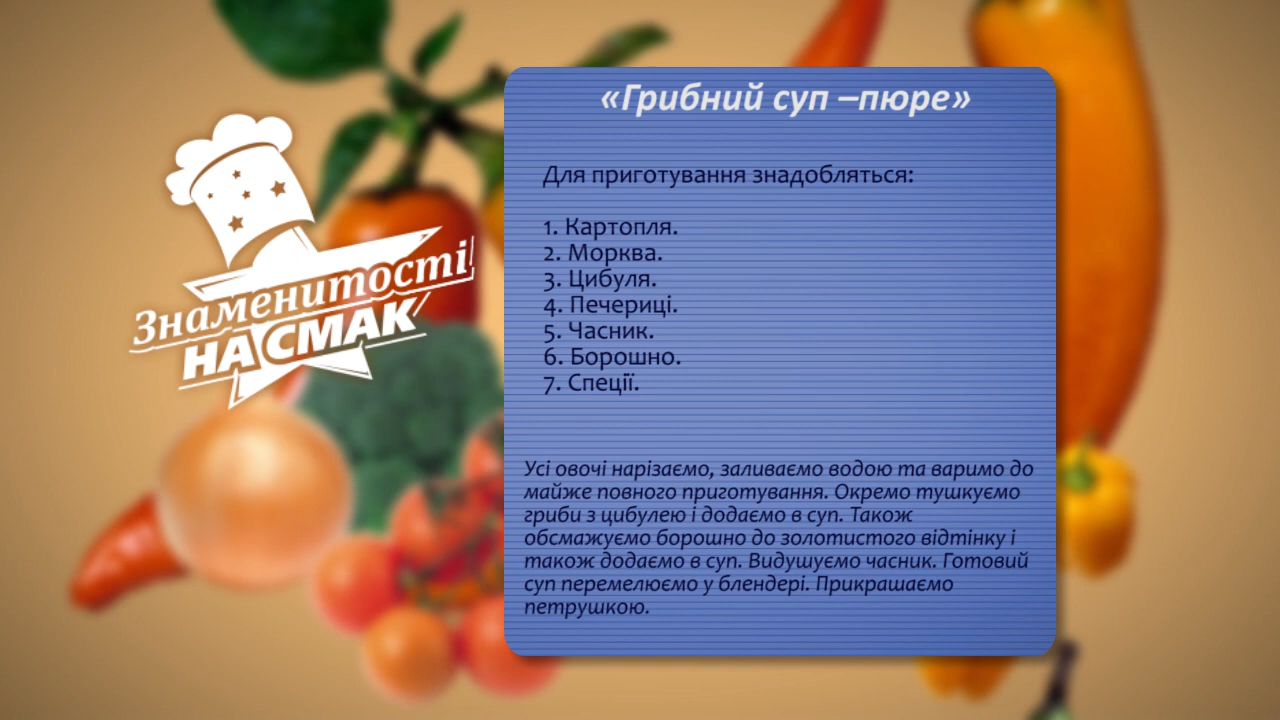 Знаменитості
НА СМАК
«Грибний суп –пюре»
Для приготування знадобляться:
1. Картопля.
2. Морква.
3. Цибуля.
4. Печериці.
5. Часник.
6. Борошно.
7. Спеції.
Усі овочі нарізаємо, заливаємо водою та варимо до
майже повного приготування. Окремо тушкуємо
гриби з цибулею і додаємо в суп. Також
обсмажуємо борошно до золотистого відтінку і
також додаємо в суп. Видушуємо часник. Готовий
суп перемелюємо у блендері. Прикрашаємо
петрушкою.